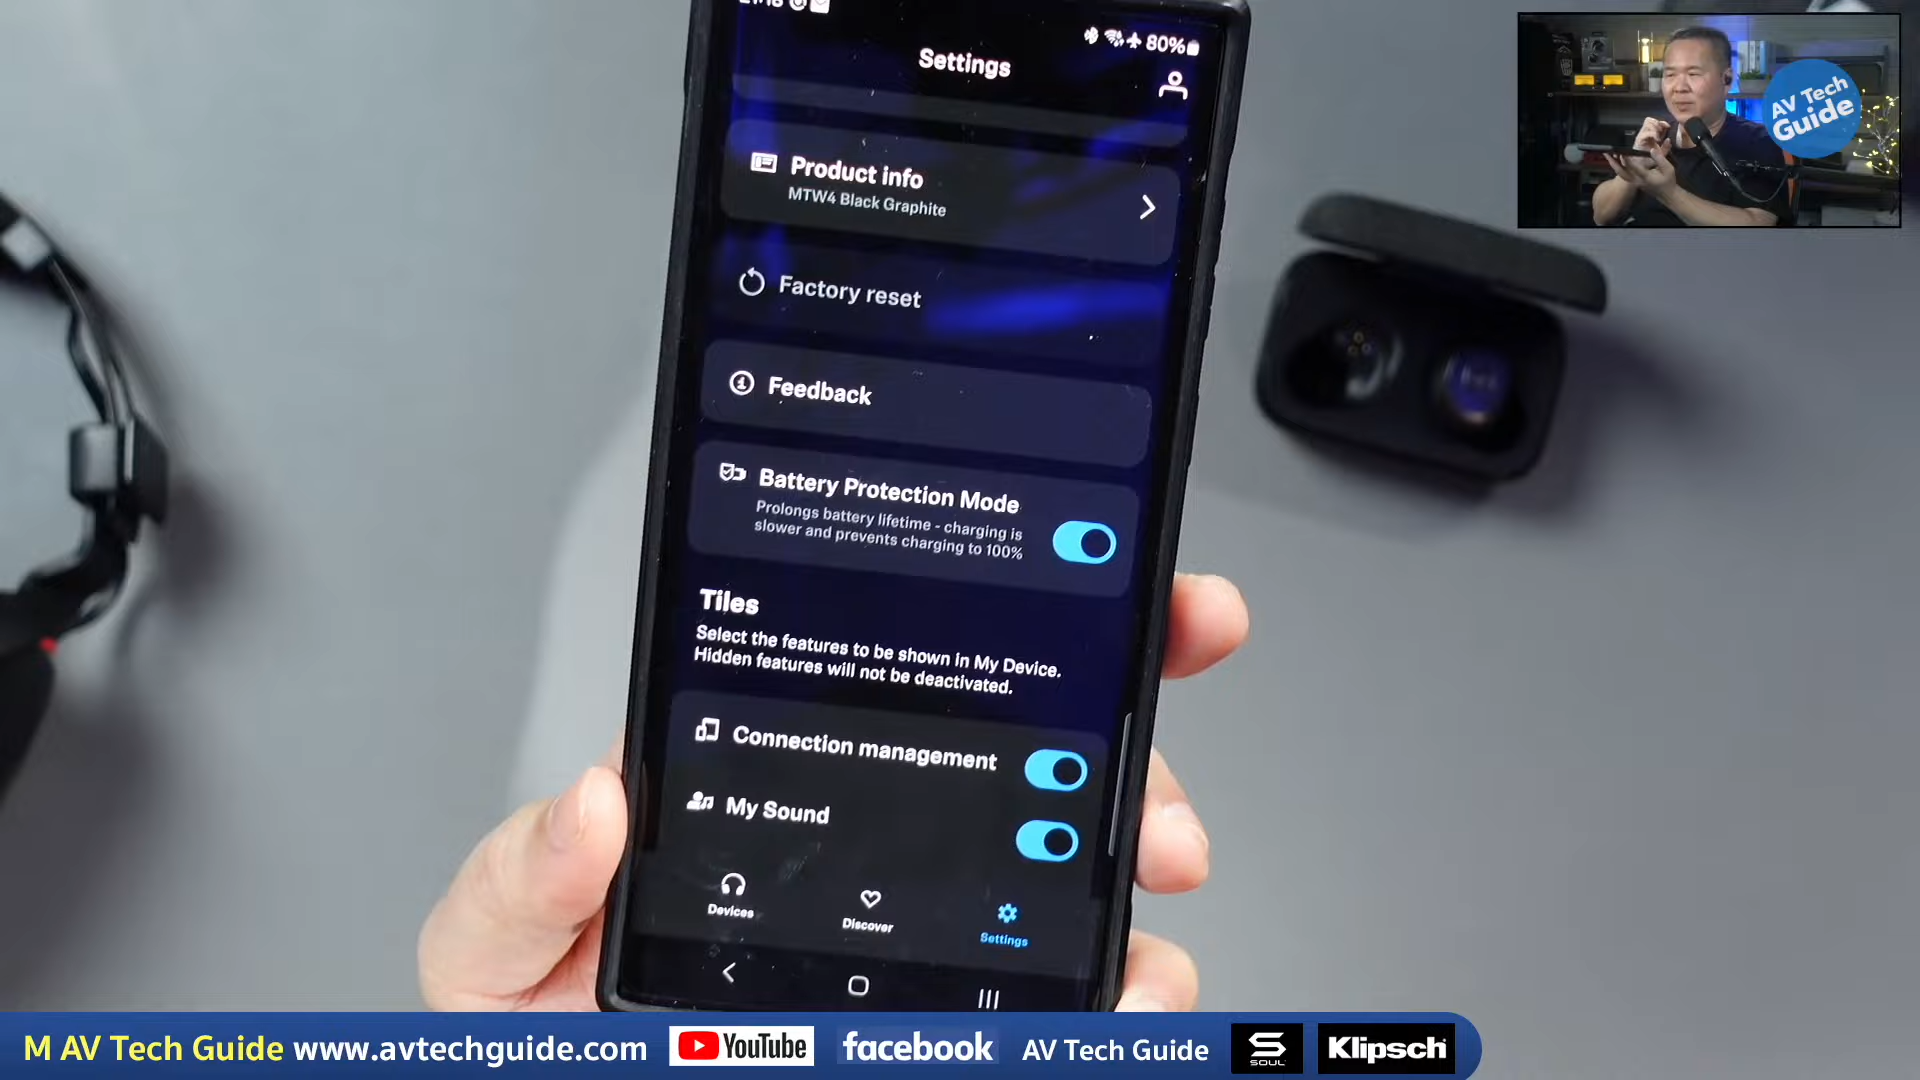 80%
Settings
Product info
MTW4 Black Graphite
Factory reset
Feedback
Battery Protection Mode
Prolongs battery lifetime - charging is
slower and prevents charging to 100%
Tiles
Select the features to be shown in My Device.
Hidden features will not be deactivated.
Connection management
My Sound
Devices
Discover
Settings
AV Tech
Guide
M AV Tech Guide www.avtechguide.com YouTube facebook AV Tech Guide SOUL Klipsch